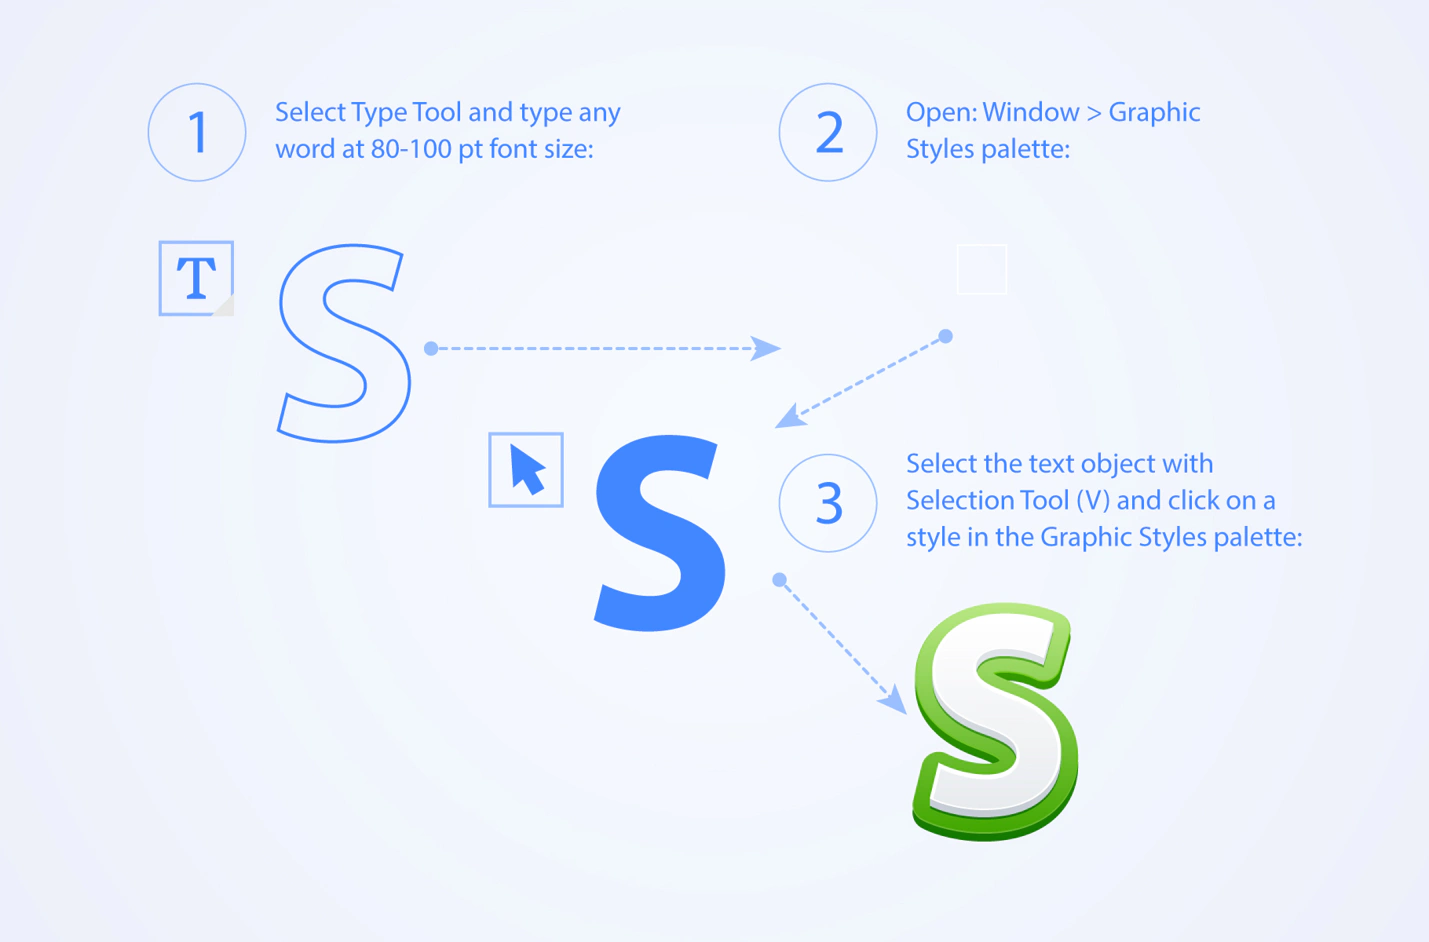 1
Select Type Tool and type any
word at 80-100 pt font size:
2
Open: Window > Graphic
Styles palette:
T
S
S
3
Select the text object with
Selection Tool (V) and click on a
style in the Graphic Styles palette:
S